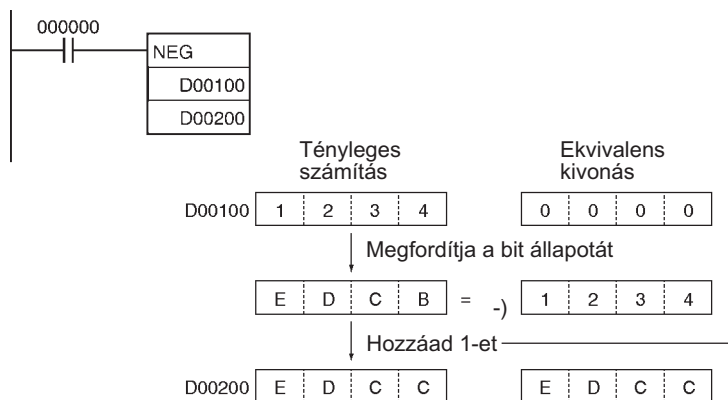 000000
NEG
D00100
D00200
Tényleges számítás
Ekvivalens kivonás
D00100 1 2 3 4 0 0 0 0
Megfordítja a bit állapotát
E D C B = -) 1 2 3 4
Hozzáad 1-et
D00200 E D C C E D C C